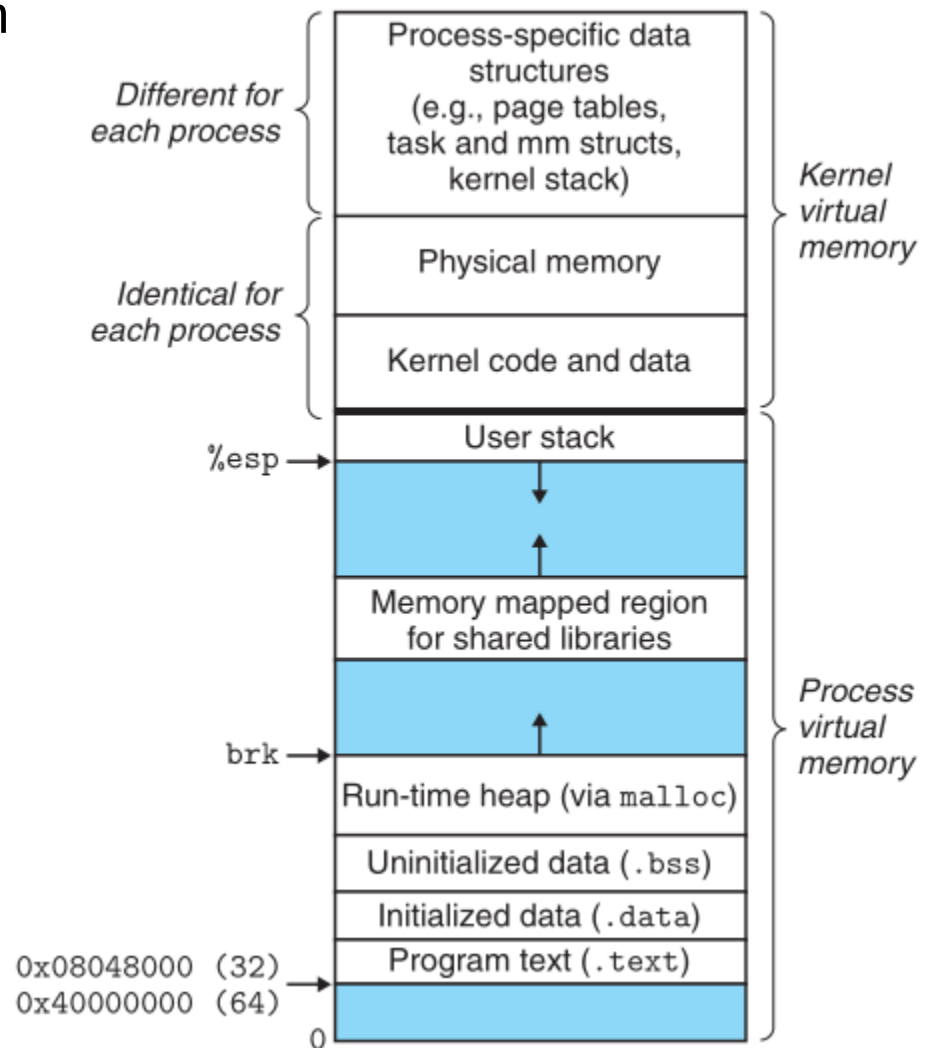 n
Process-specific data
structures
(e.g., page tables,
task and mm structs,
kernel stack)
Different for
each process
Kernel
virtual
memory
Physical memory
Identical for
each process
Kernel code and data
User stack
%esp
Memory mapped region
for shared libraries
Process
virtual
memory
brk
Run-time heap (via malloc)
Uninitialized data (.bss)
Initialized data (.data)
Program text (.text)
0x08048000 (32)
0x40000000 (64)
0